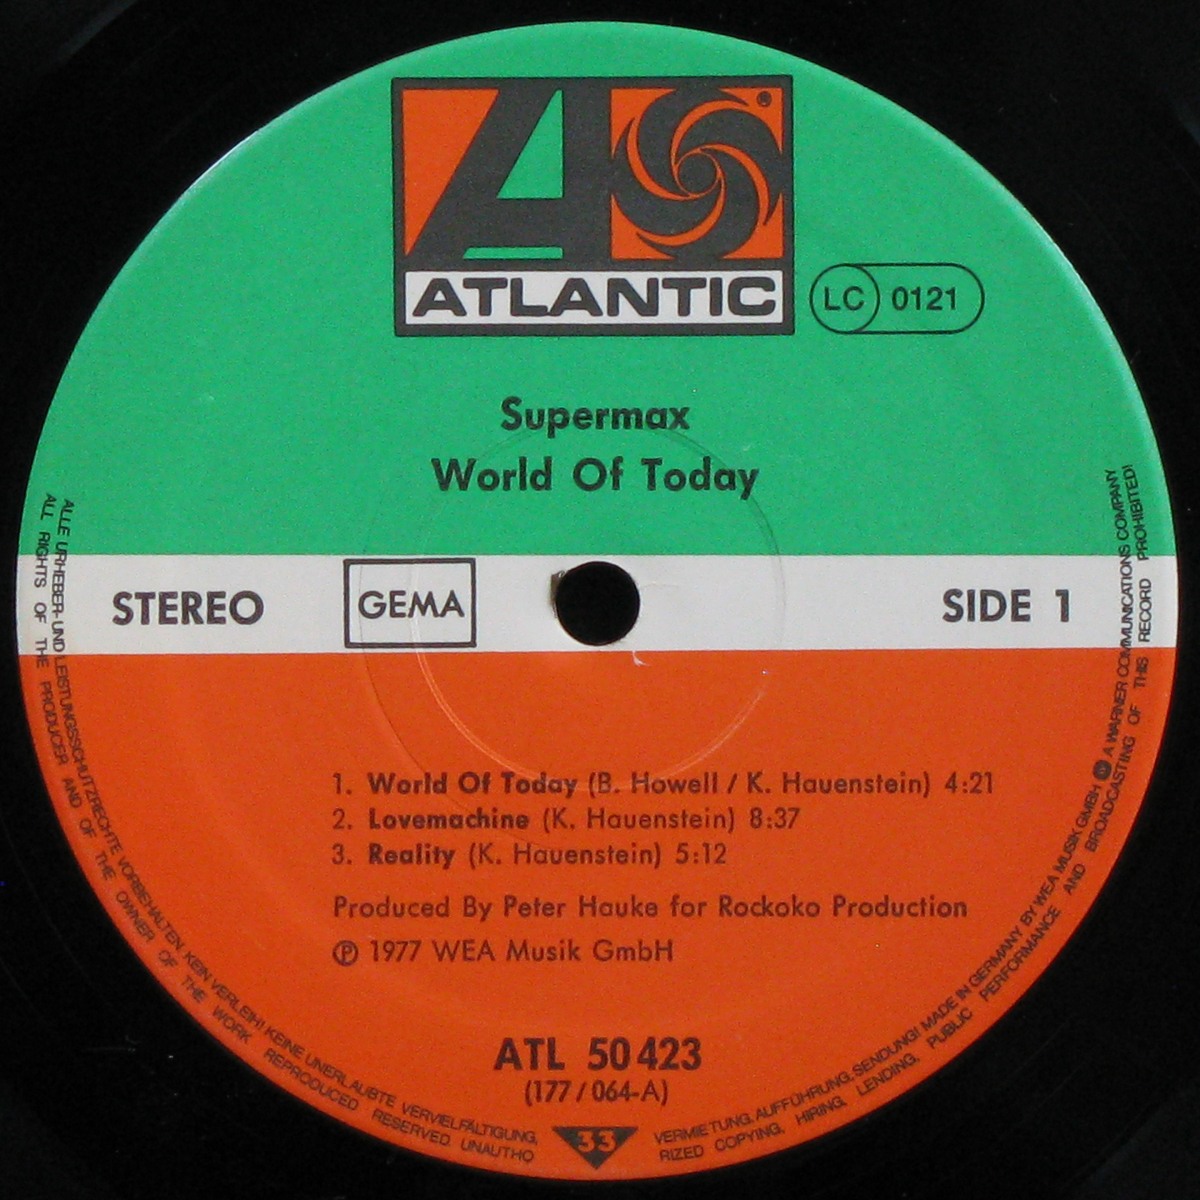 ATLANTIC
®
LC 0121
Supermax
World Of Today
STEREO
GEMA
SIDE 1
1. World Of Today (B. Howell / K. Hauenstein) 4:21
2. Lovemachine (K. Hauenstein) 8:37
3. Reality (K. Hauenstein) 5:12
Produced By Peter Hauke for Rockoko Production
℗ 1977 WEA Musik GmbH
ATL 50 423
(177 / 064-A)
33
ALLE URHEBER- UND LEISTUNGSSCHUTZRECHTE VORBEHALTEN. KEIN VERLEIH! KEINE UNERLAUBTE VERVIELFÄLTIGUNG, VERMIETUNG, AUFFÜHRUNG, SENDUNG! MADE IN GERMANY BY WEA MUSIK GMBH A WARNER COMMUNICATIONS COMPANY
ALL RIGHTS OF THE PRODUCER AND OF THE OWNER OF THE WORK REPRODUCED RESERVED. UNAUTHORIZED COPYING, HIRING, LENDING, PUBLIC PERFORMANCE AND BROADCASTING OF THIS RECORD PROHIBITED!